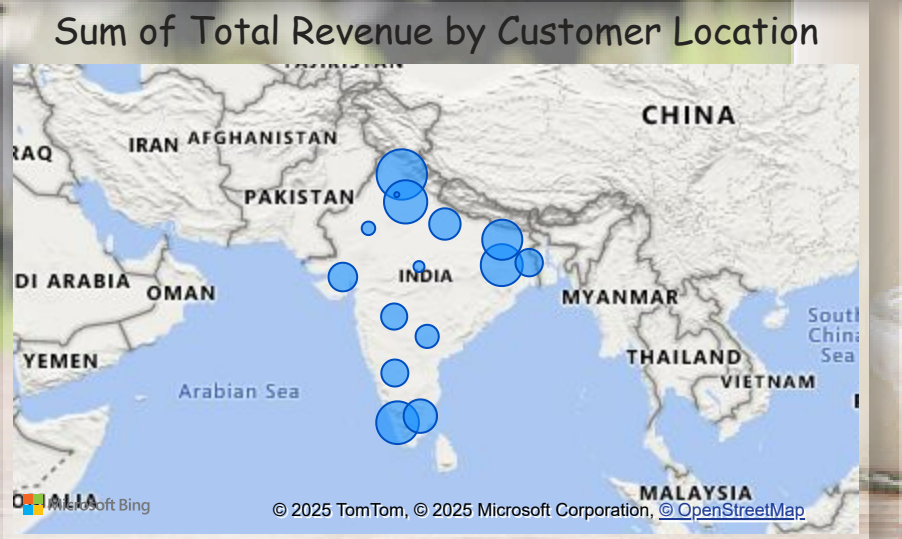 Sum of Total Revenue by Customer Location
CHINA
IRAN
AFGHANISTAN
RAQ
PAKISTAN
DI ARABIA
OMAN
INDIA
MYANMAR
South
China
Sea
YEMEN
THAILAND
VIETNAM
Arabian Sea
MALAYSIA
Microsoft Bing
© 2025 TomTom, © 2025 Microsoft Corporation, © OpenStreetMap